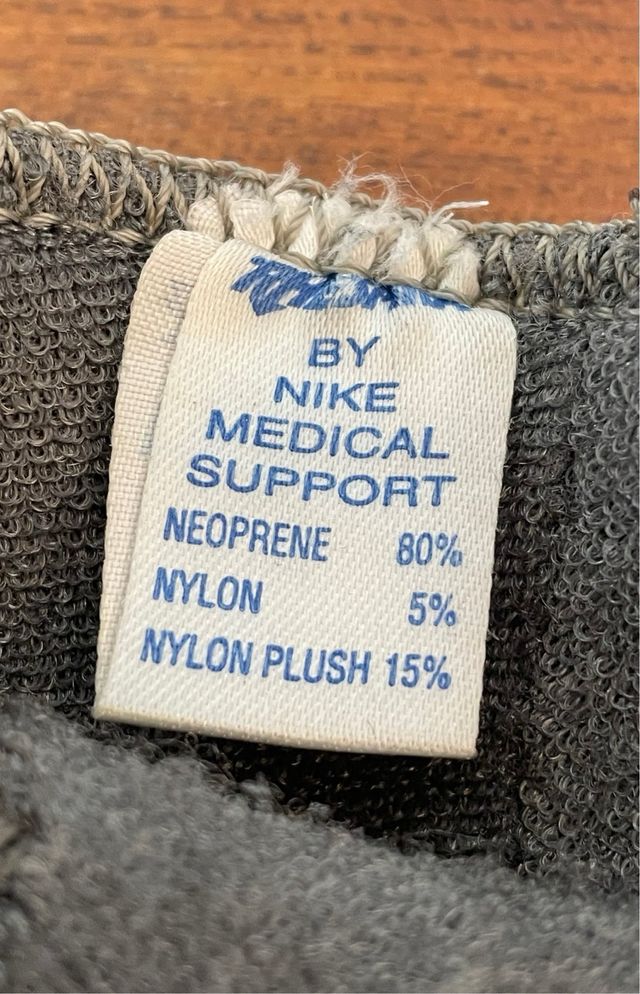 BY
NIKE
MEDICAL
SUPPORT
NEOPRENE 80%
NYLON 5%
NYLON PLUSH 15%